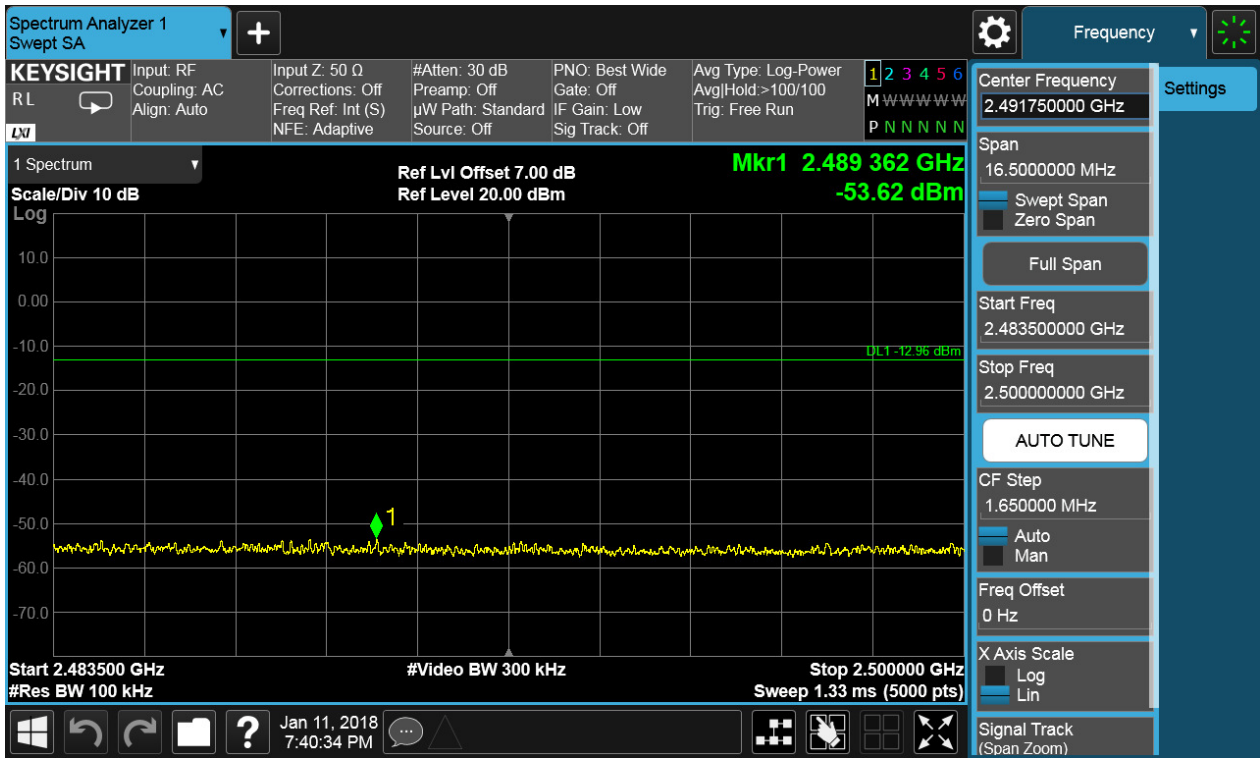 Spectrum Analyzer 1
Swept SA
+
Frequency
KEYSIGHT
R L
LXI
Input: RF
Coupling: AC
Align: Auto
Input Z: 50 Ω
Corrections: Off
Freq Ref: Int (S)
NFE: Adaptive
#Atten: 30 dB
Preamp: Off
µW Path: Standard
Source: Off
PNO: Best Wide
Gate: Off
IF Gain: Low
Sig Track: Off
Avg Type: Log-Power
Avg|Hold:>100/100
Trig: Free Run
1 2 3 4 5 6
M W W W W W W
P N N N N N
1 Spectrum
Scale/Div 10 dB
Log
Ref Lvl Offset 7.00 dB
Ref Level 20.00 dBm
Mkr1 2.489 362 GHz
-53.62 dBm
10.0
0.00
-10.0
DL1 -12.96 dBm
-20.0
-30.0
-40.0
-50.0
1
-60.0
-70.0
Start 2.483500 GHz
#Res BW 100 kHz
#Video BW 300 kHz
Stop 2.500000 GHz
Sweep 1.33 ms (5000 pts)
?
Jan 11, 2018
7:40:34 PM
Center Frequency
2.491750000 GHz
Settings
Span
16.5000000 MHz
Swept Span
Zero Span
Full Span
Start Freq
2.483500000 GHz
Stop Freq
2.500000000 GHz
AUTO TUNE
CF Step
1.650000 MHz
Auto
Man
Freq Offset
0 Hz
X Axis Scale
Log
Lin
Signal Track
(Span Zoom)